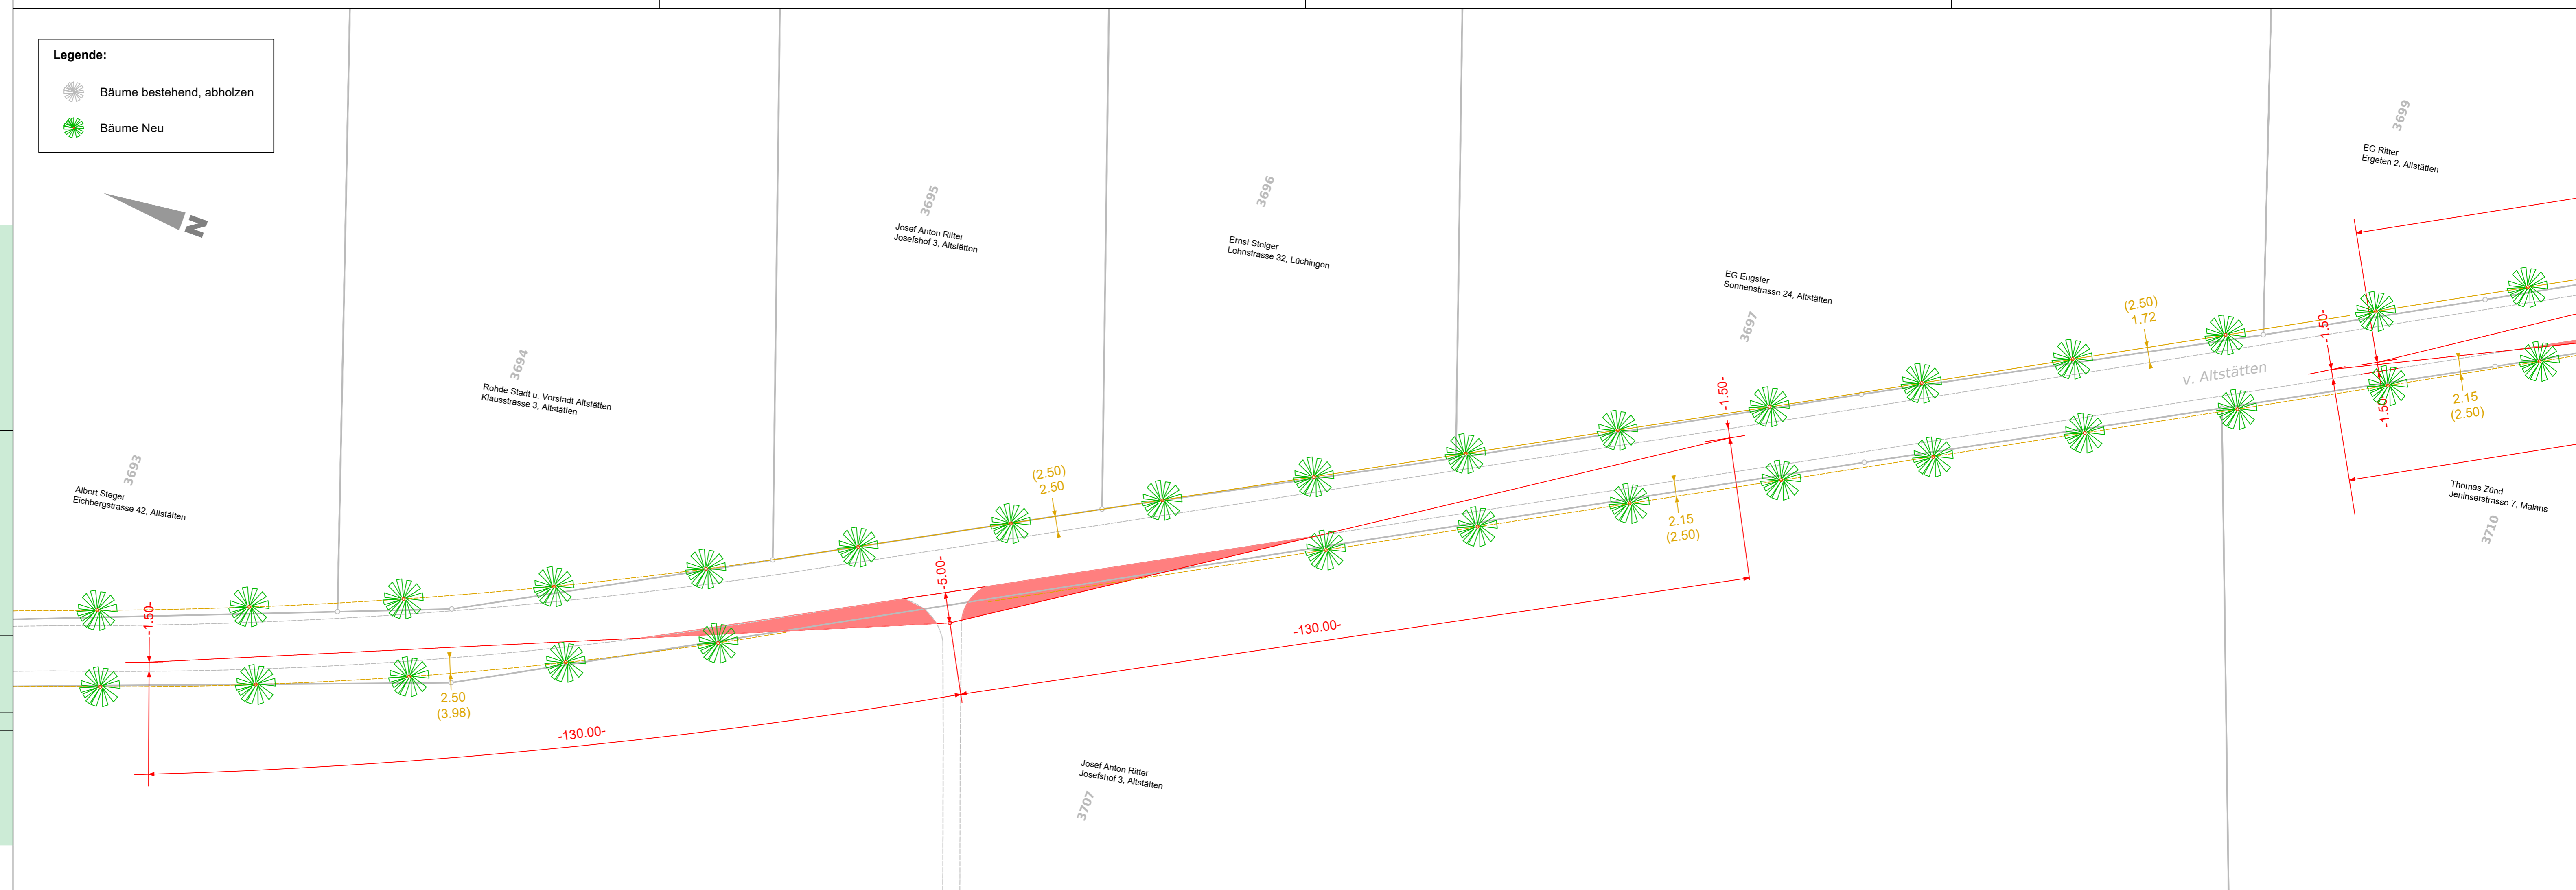 Legende:
Bäume bestehend, abholzen
Bäume Neu
N
3693
Albert Steger
Eichbergstrasse 42, Altstätten
3694
Rohde Stadt u. Vorstadt Altstätten
Klausstrasse 3, Altstätten
3695
Josef Anton Ritter
Josefshof 3, Altstätten
3696
Ernst Steiger
Lehnstrasse 32, Lüchingen
EG Eugster
Sonnenstrasse 24, Altstätten
3697
3699
EG Ritter
Ergeten 2, Altstätten
(2.50)
1.72
-1.50-
v. Altstätten
-1.50-
2.15
(2.50)
-1.50-
(2.50)
2.50
2.15
(2.50)
-5.00-
-1.50-
2.50
(3.98)
-130.00-
-130.00-
Thomas Zünd
Jeninserstrasse 7, Malans
3710
Josef Anton Ritter
Josefshof 3, Altstätten
3707